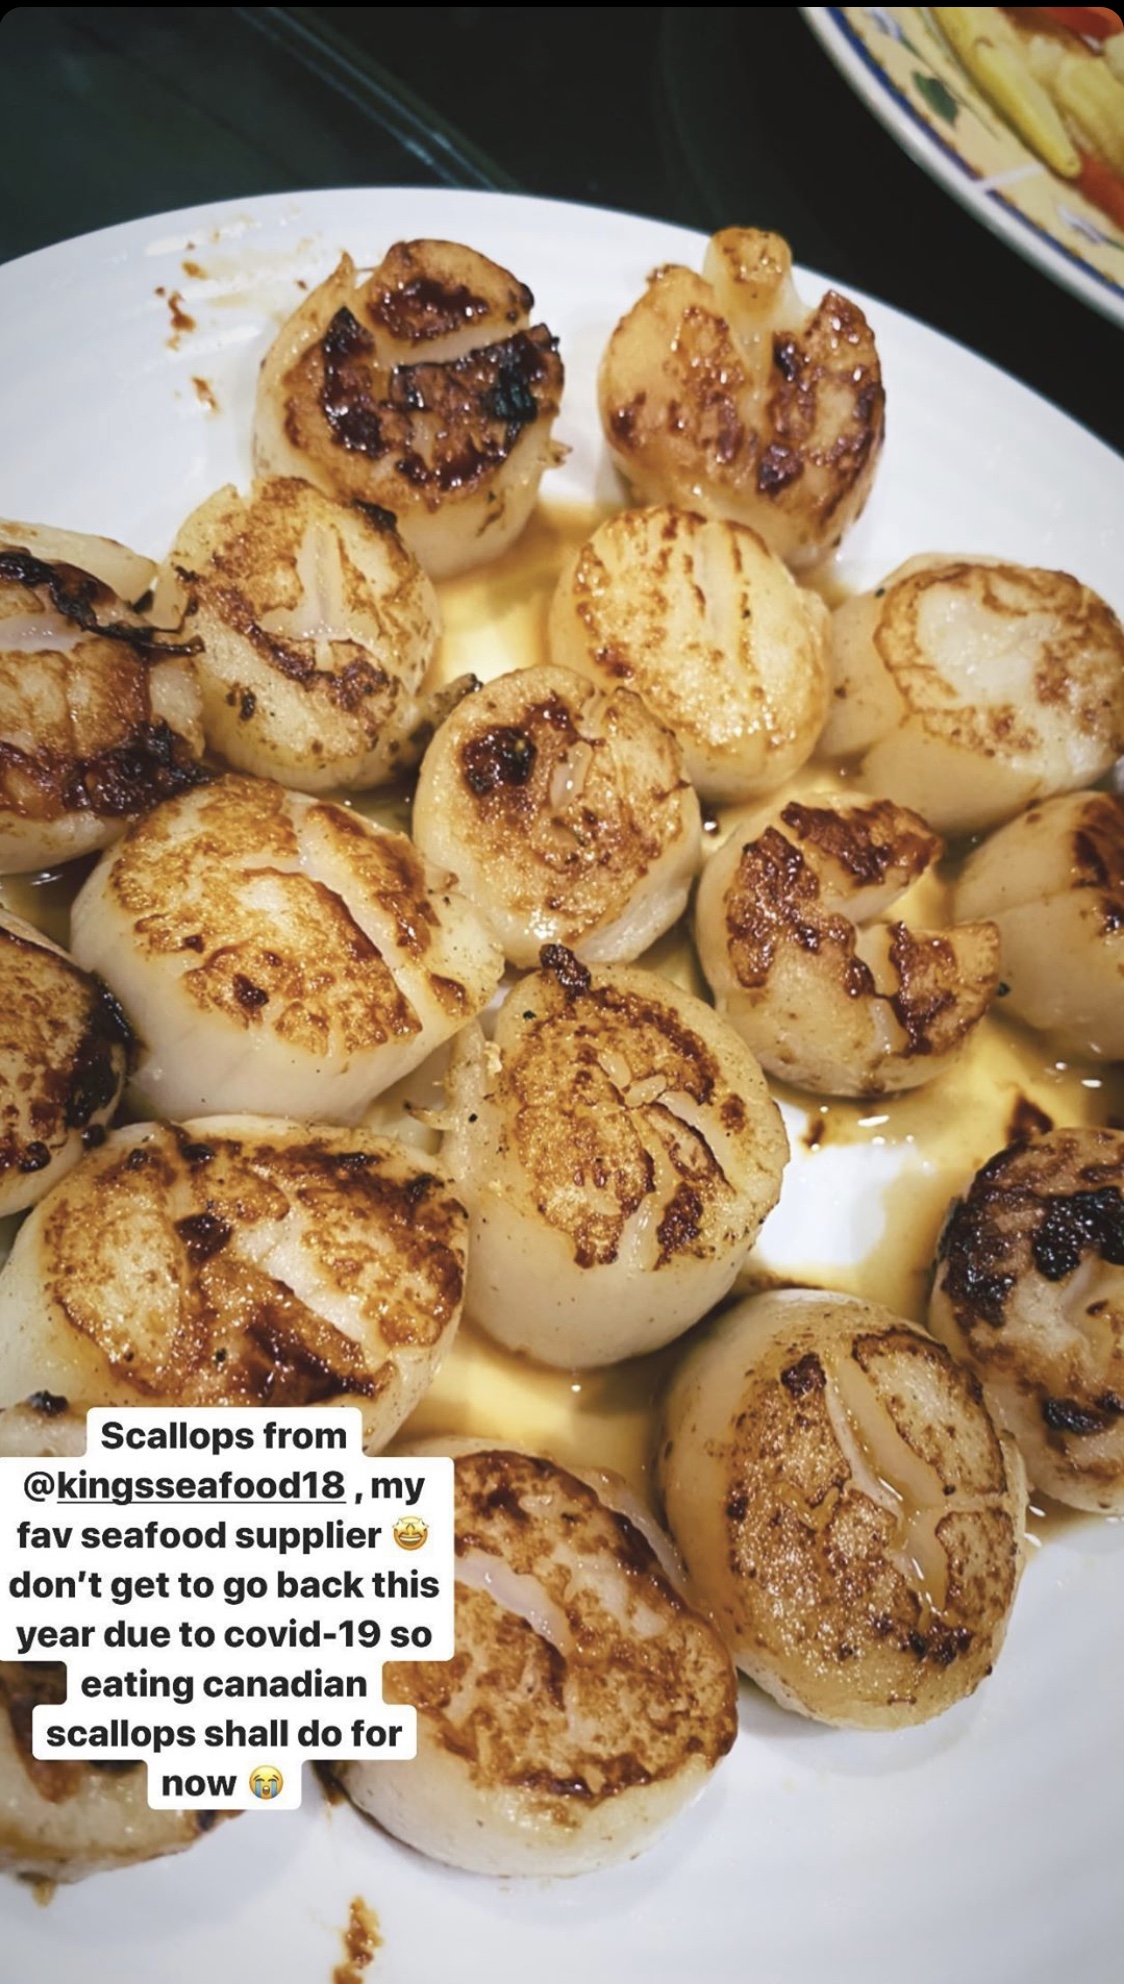 Scallops from
@kingsseafood18 , my
fav seafood supplier 🤩
don't get to go back this
year due to covid-19 so
eating canadian
scallops shall do for
now 😭